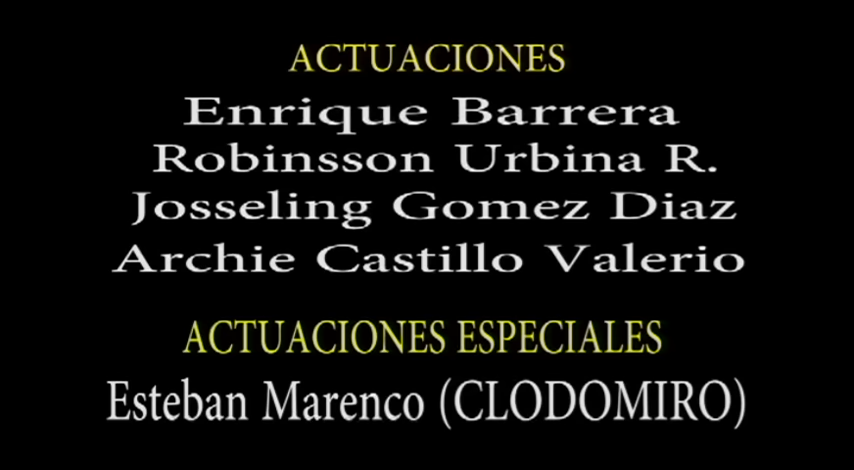 ACTUACIONES
Enrique Barrera
Robinsson Urbina R.
Josseling Gomez Diaz
Archie Castillo Valerio
ACTUACIONES ESPECIALES
Esteban Marenco (CLODOMIRO)